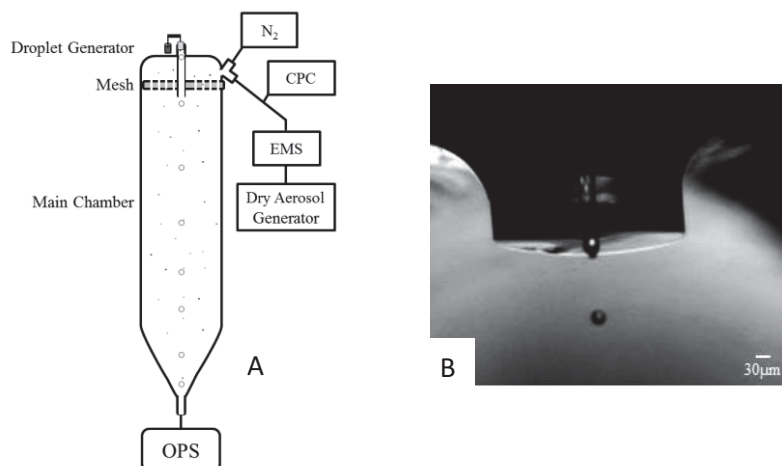 N₂
Droplet Generator
CPC
Mesh
EMS
Main Chamber
Dry Aerosol
Generator
A
B
30µm
OPS